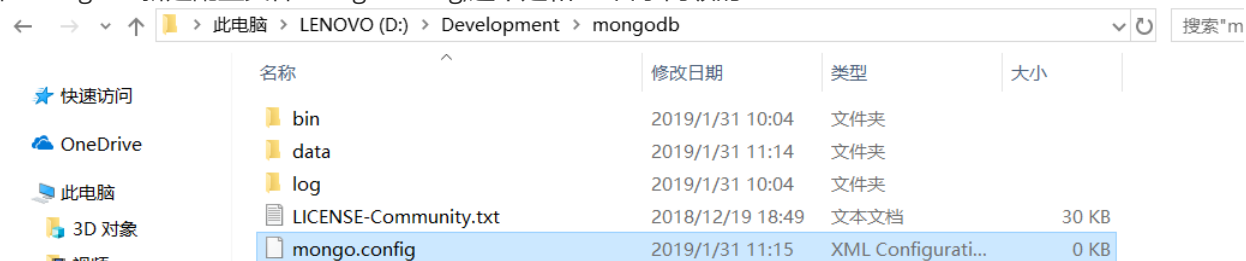 此电脑 > LENOVO (D:) > Development > mongodb 搜索"m
名称 修改日期 类型 大小
快速访问
bin 2019/1/31 10:04 文件夹
OneDrive
data 2019/1/31 11:14 文件夹
log 2019/1/31 10:04 文件夹
此电脑
LICENSE-Community.txt 2018/12/19 18:49 文本文档 30 KB
3D 对象
mongo.config 2019/1/31 11:15 XML Configurati... 0 KB